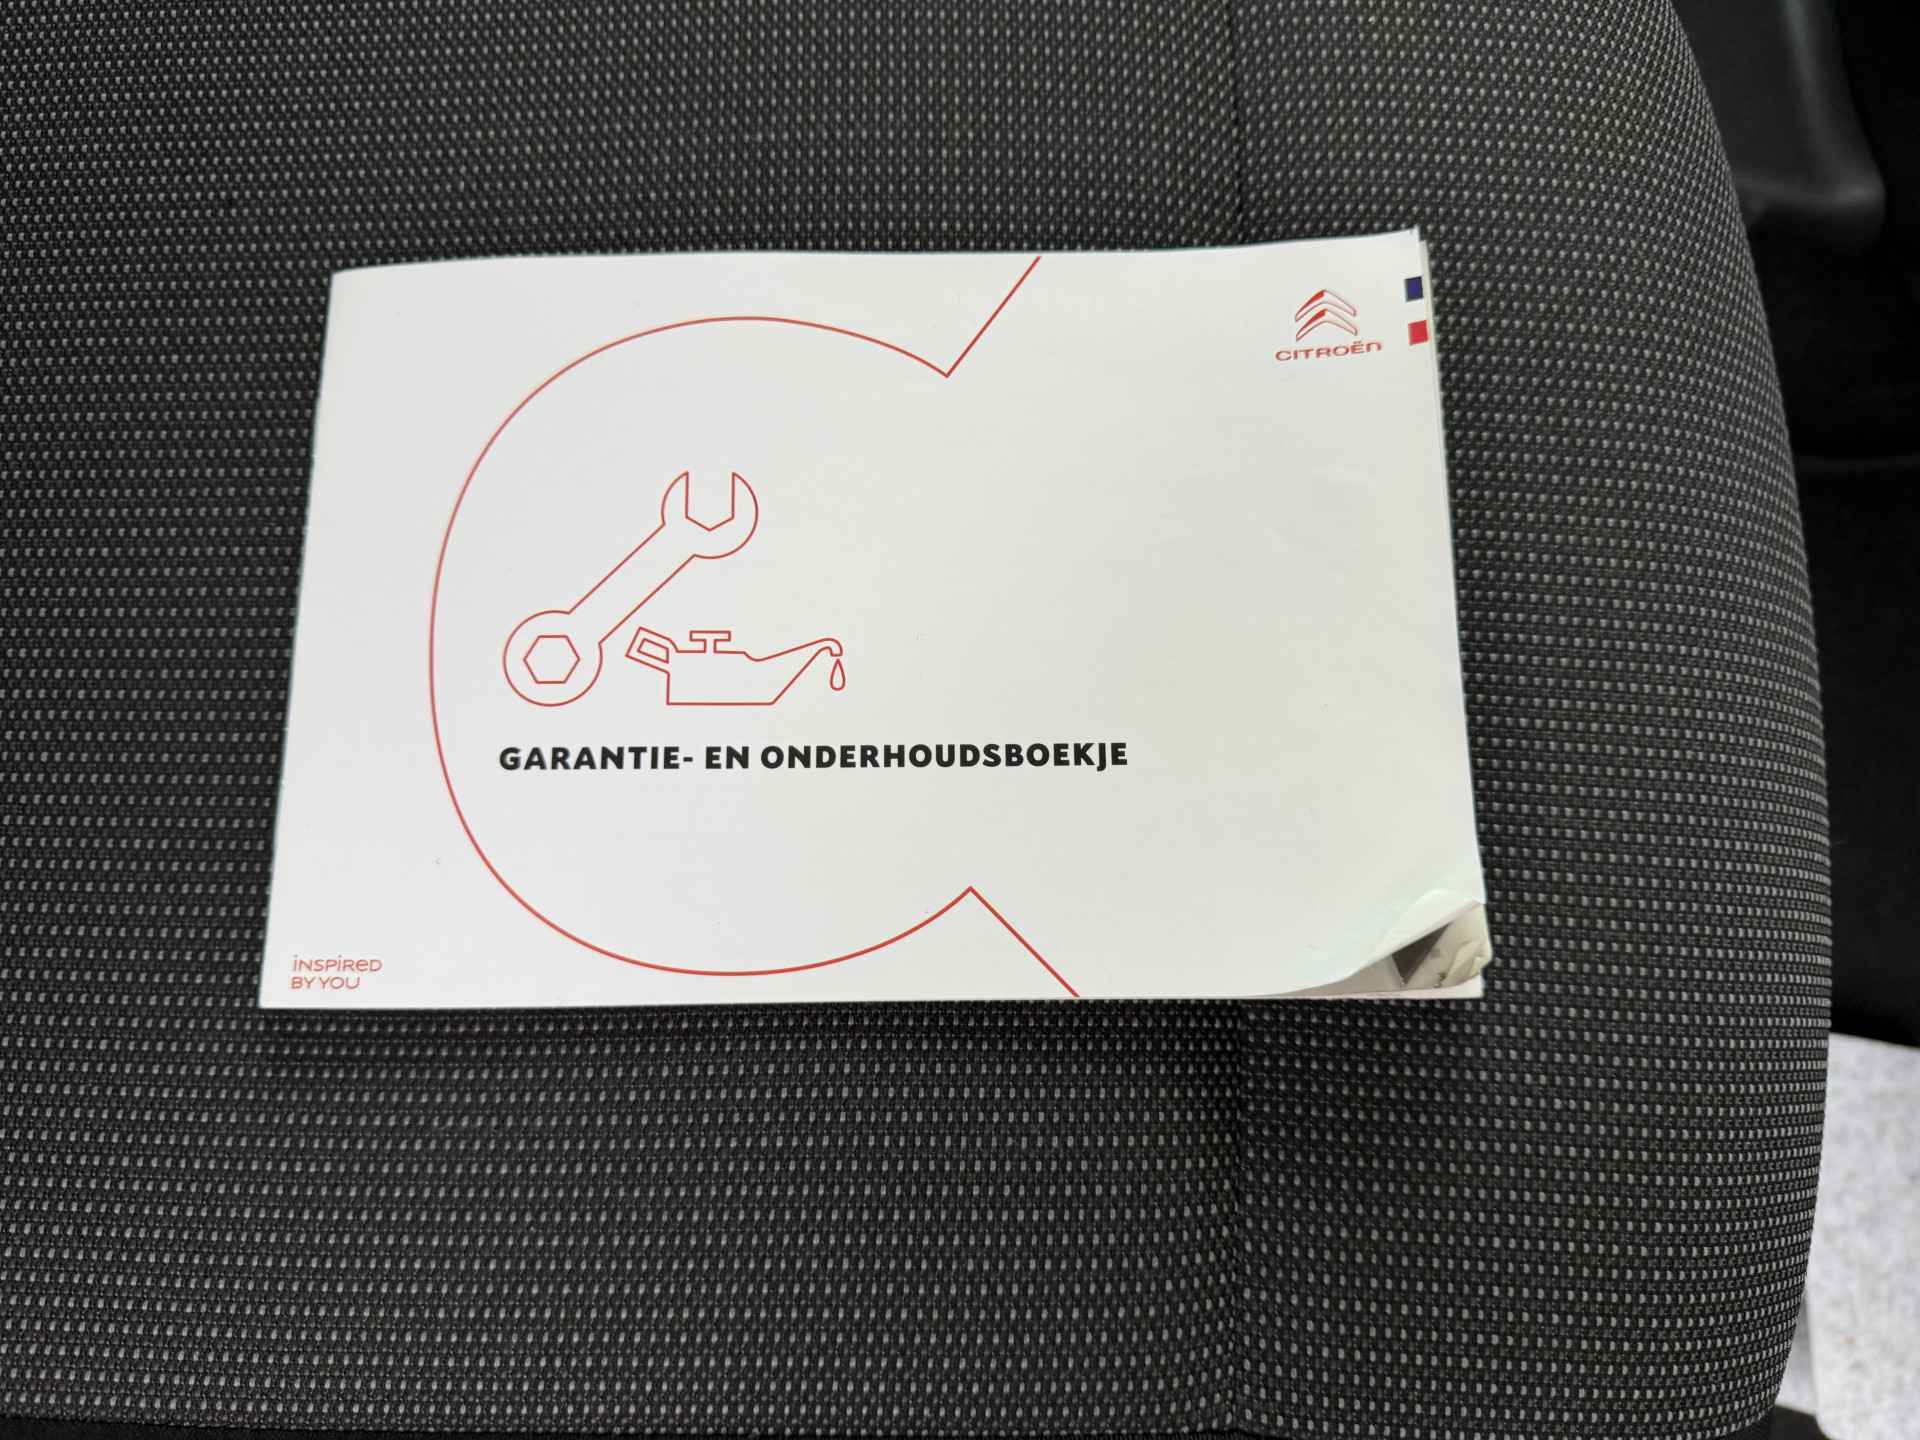 CITROËN
GARANTIE- EN ONDERHOUDSBOEKJE
INSPIRED
BY YOU